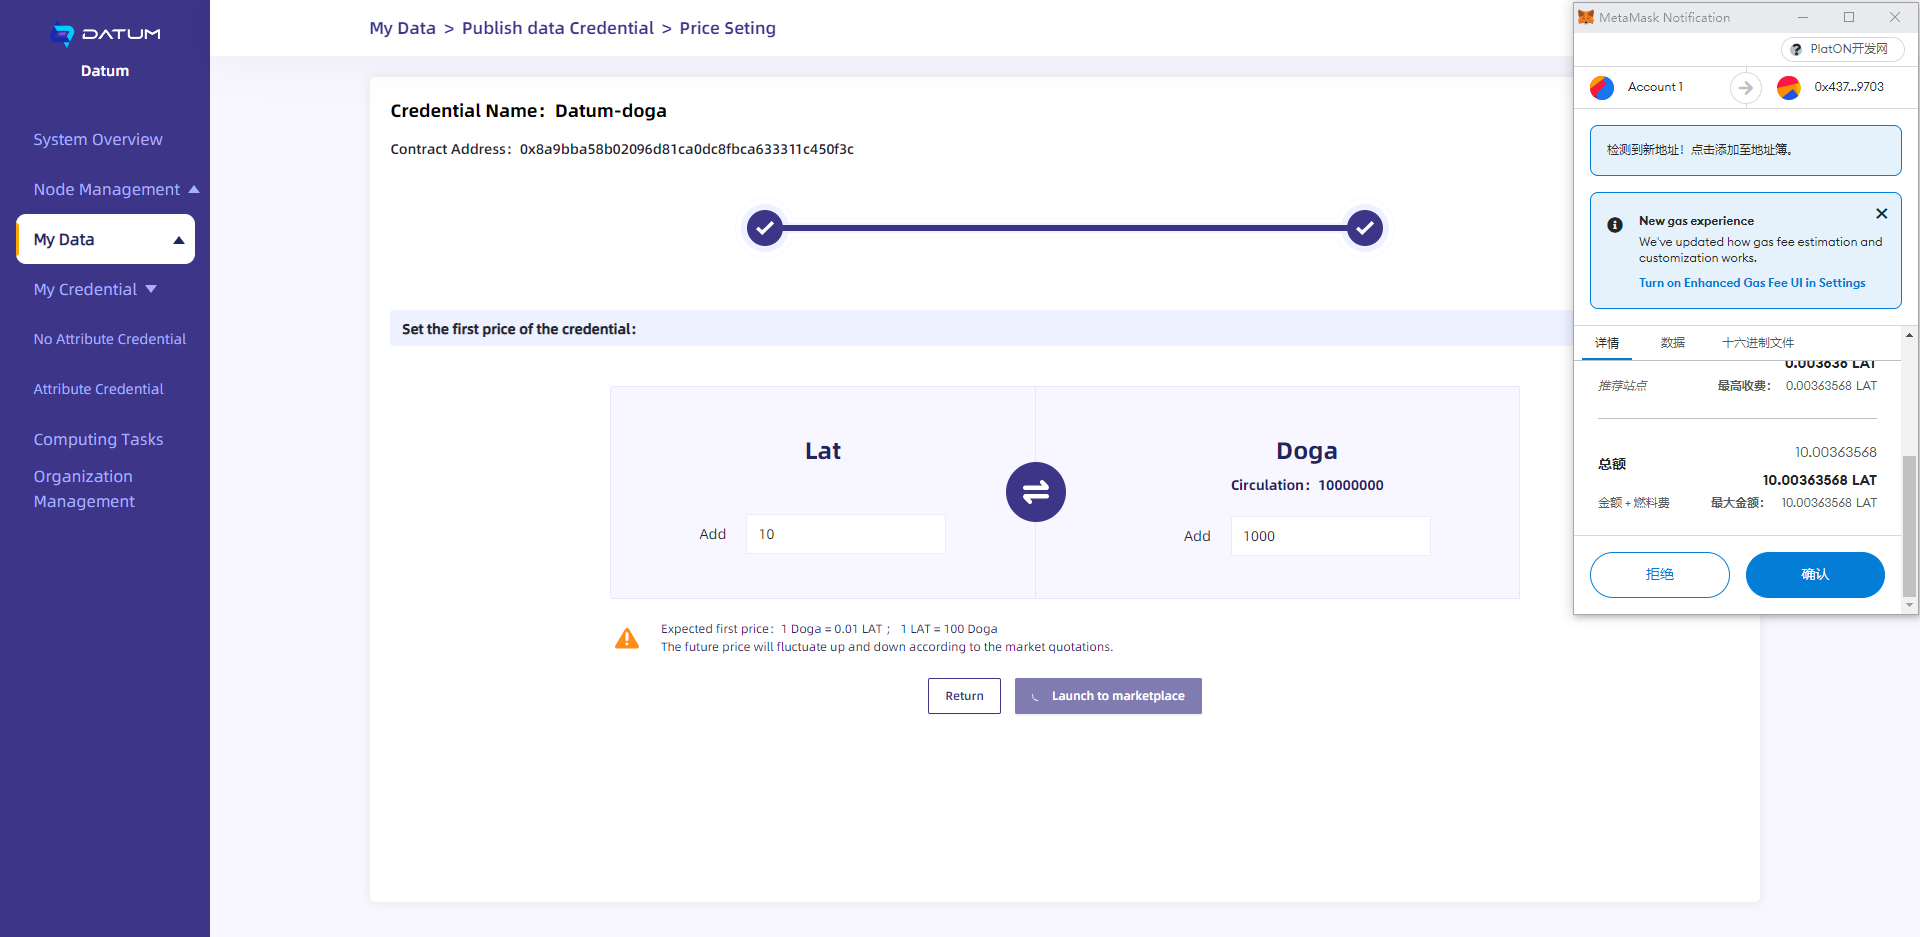 DATUM
Datum
System Overview
Node Management
My Data
My Credential
No Attribute Credential
Attribute Credential
Computing Tasks
Organization
Management
My Data > Publish data Credential > Price Seting
Credential Name：Datum-doga
Contract Address：0x8a9bba58b02096d81ca0dc8fbca633311c450f3c
Set the first price of the credential：
Lat
Add 10
Doga
Circulation：10000000
Add 1000
Expected first price：1 Doga = 0.01 LAT ； 1 LAT = 100 Doga
The future price will fluctuate up and down according to the market quotations.
Return
Launch to marketplace
MetaMask Notification
PlatON开发网
Account 1
0x437...9703
检测到新地址！点击添加至地址簿。
New gas experience
We've updated how gas fee estimation and
customization works.
Turn on Enhanced Gas Fee UI in Settings
详情 数据 十六进制文件
0.003636 LAT
推荐站点 最高收费： 0.00363568 LAT
10.00363568
总额
10.00363568 LAT
金额 + 燃料费 最大金额： 10.00363568 LAT
拒绝 确认